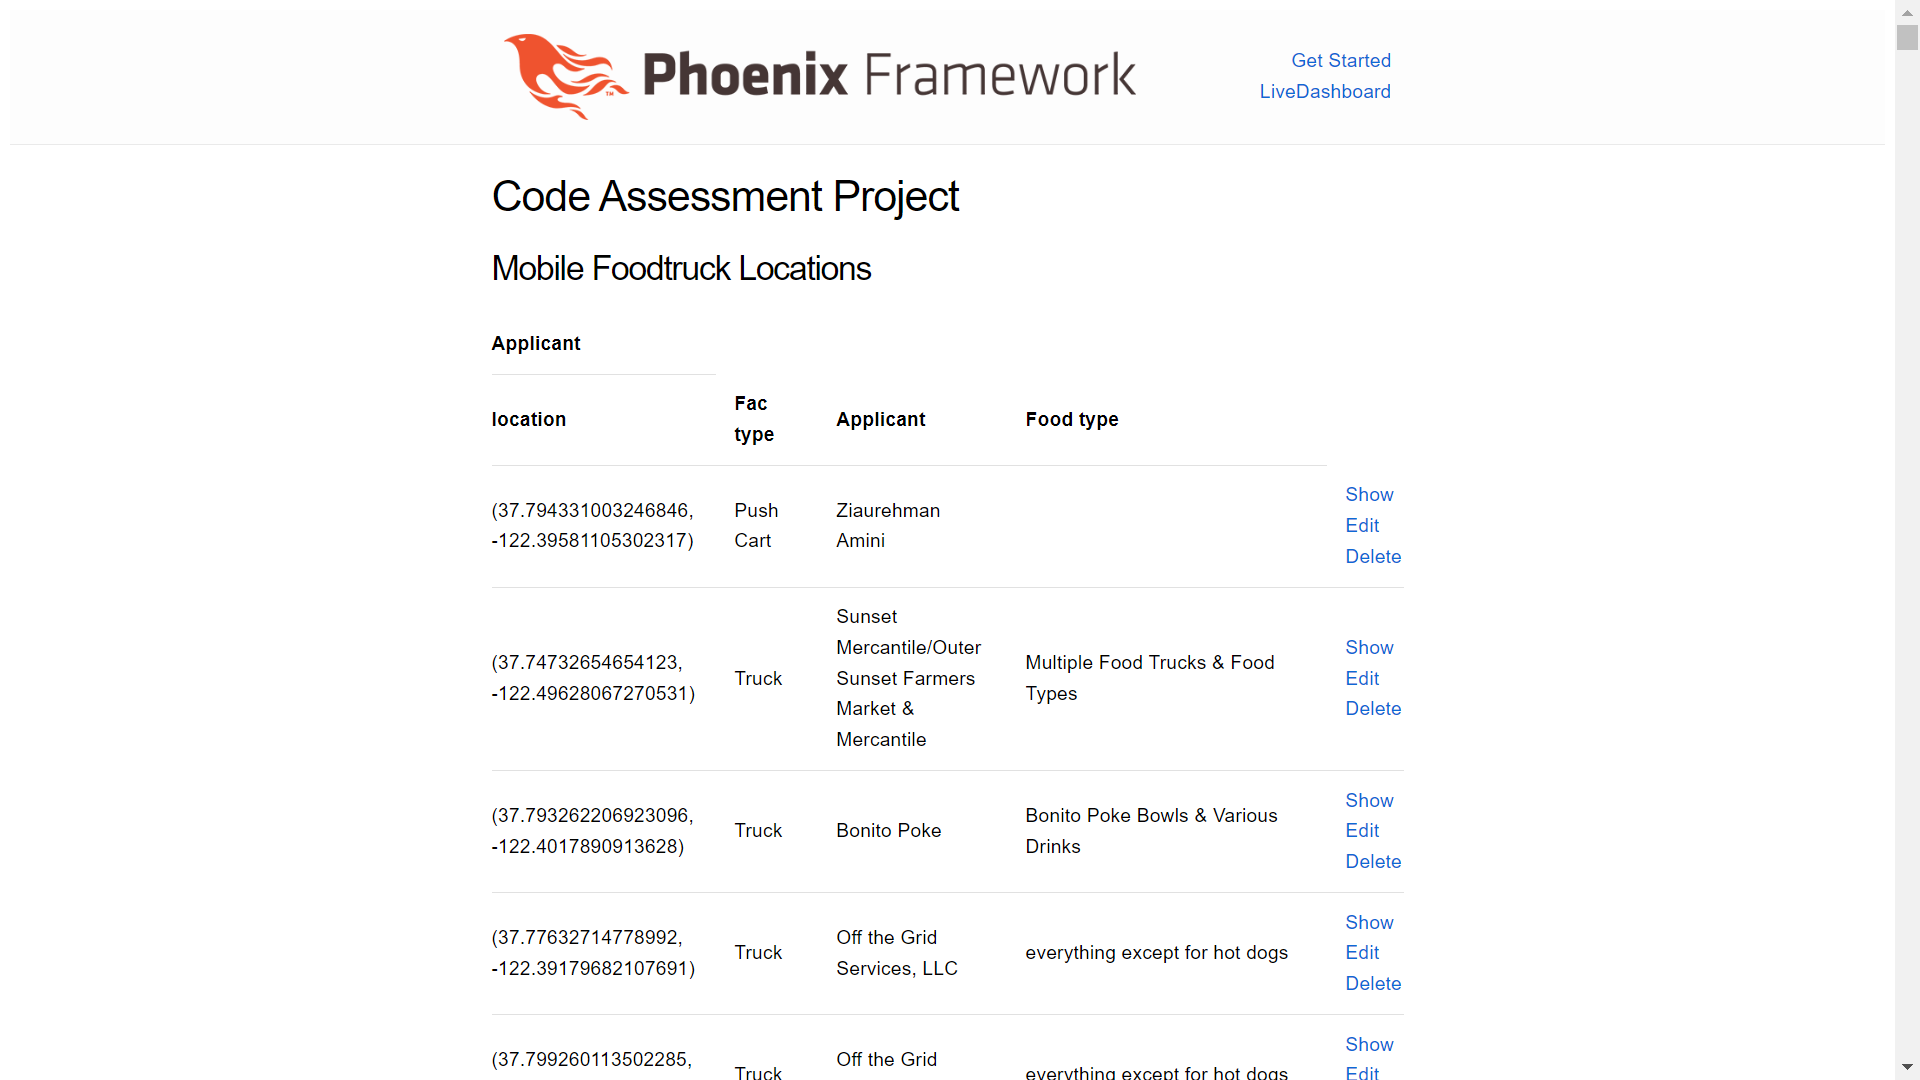 Phoenix Framework
TM
Get Started
LiveDashboard
Code Assessment Project
Mobile Foodtruck Locations
Applicant
location
Fac
type
Applicant
Food type
(37.794331003246846,
-122.39581105302317)
Push
Cart
Ziaurehman
Amini
Show
Edit
Delete
(37.74732654654123,
-122.49628067270531)
Truck
Sunset
Mercantile/Outer
Sunset Farmers
Market &
Mercantile
Multiple Food Trucks & Food
Types
Show
Edit
Delete
(37.793262206923096,
-122.4017890913628)
Truck
Bonito Poke
Bonito Poke Bowls & Various
Drinks
Show
Edit
Delete
(37.77632714778992,
-122.39179682107691)
Truck
Off the Grid
Services, LLC
everything except for hot dogs
Show
Edit
Delete
(37.799260113502285,
Truck
Off the Grid
everything except for hot dogs
Show
Edit